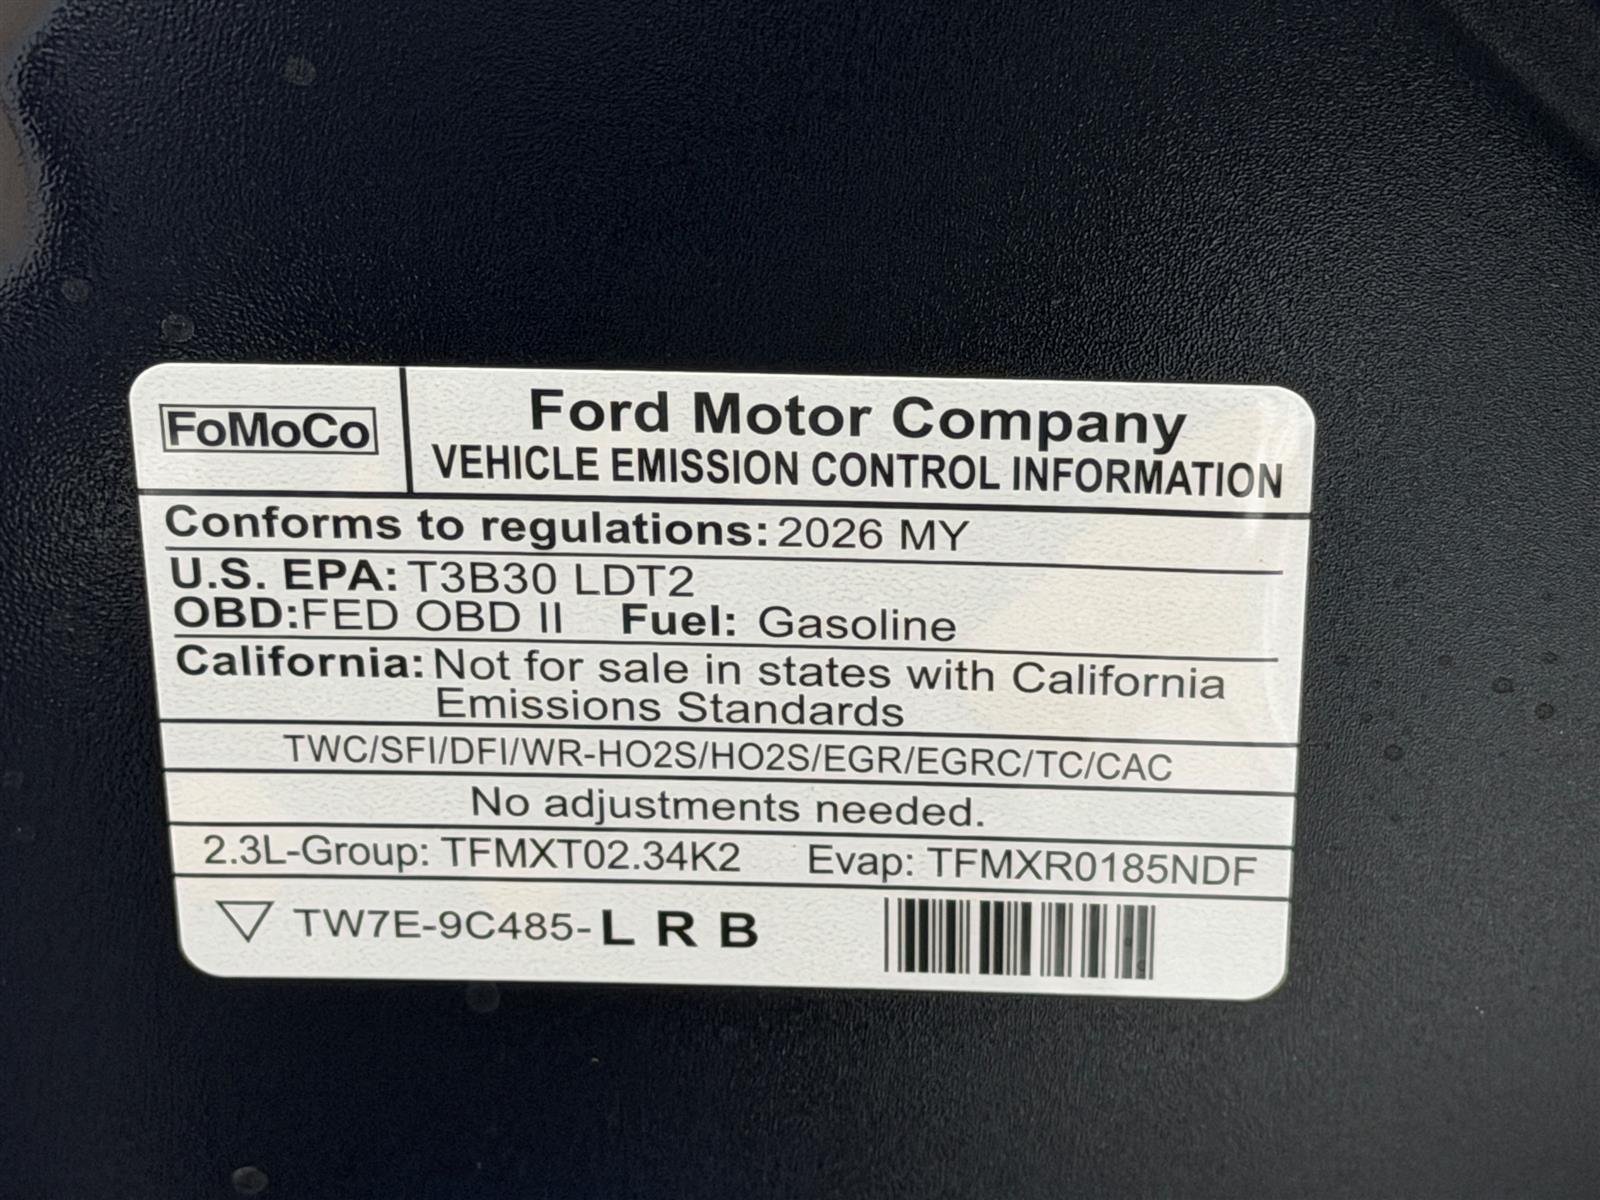 FoMoCo
Ford Motor Company
VEHICLE EMISSION CONTROL INFORMATION
Conforms to regulations: 2026 MY
U.S. EPA: T3B30 LDT2
OBD:FED OBD II Fuel: Gasoline
California: Not for sale in states with California
Emissions Standards
TWC/SFI/DFI/WR-HO2S/HO2S/EGR/EGRC/TC/CAC
No adjustments needed.
2.3L-Group: TFMXT02.34K2 Evap: TFMXR0185NDF
TW7E-9C485-L R B